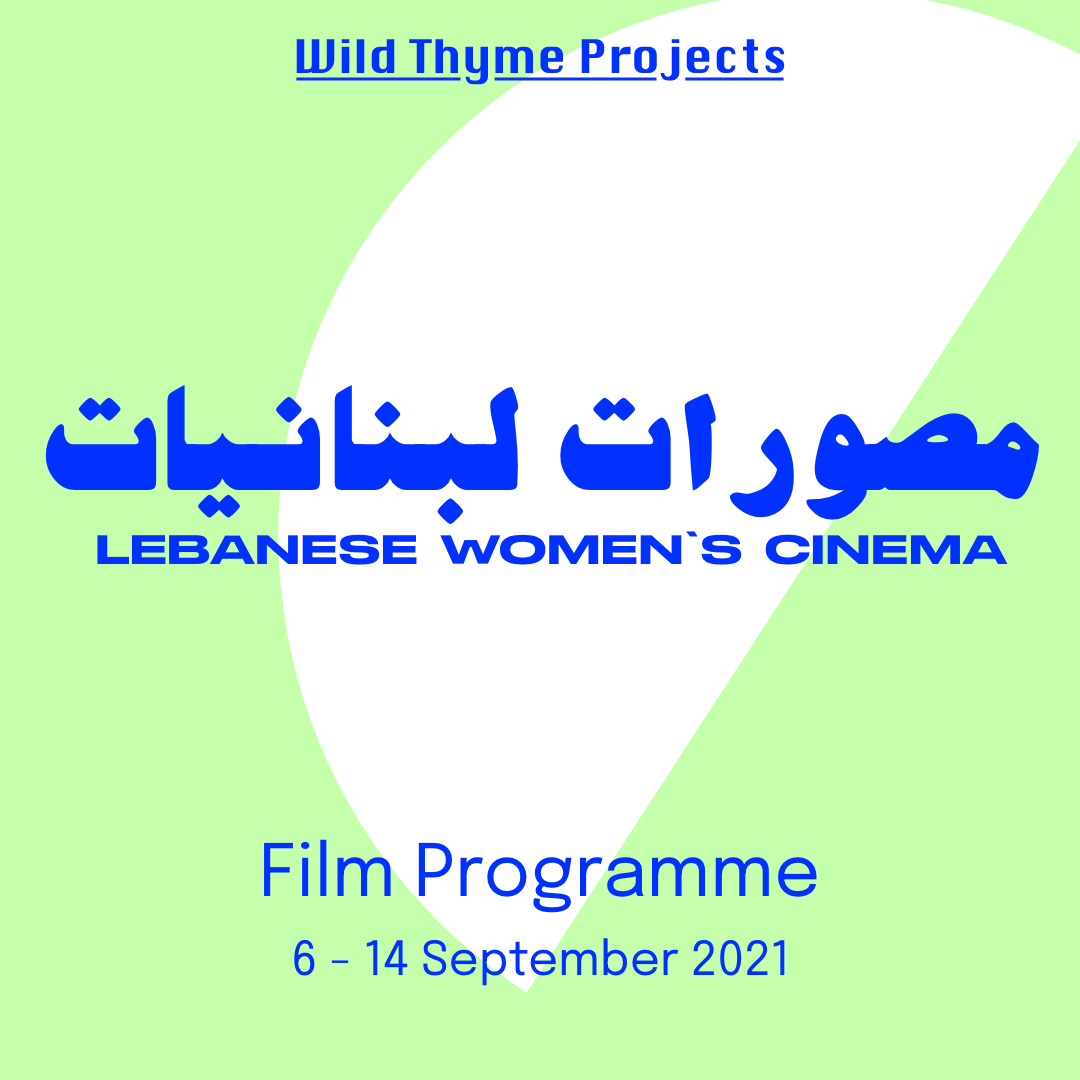 Wild Thyme Projects
مصورات لبنانيات
LEBANESE WOMEN`S CINEMA
Film Programme
6 – 14 September 2021